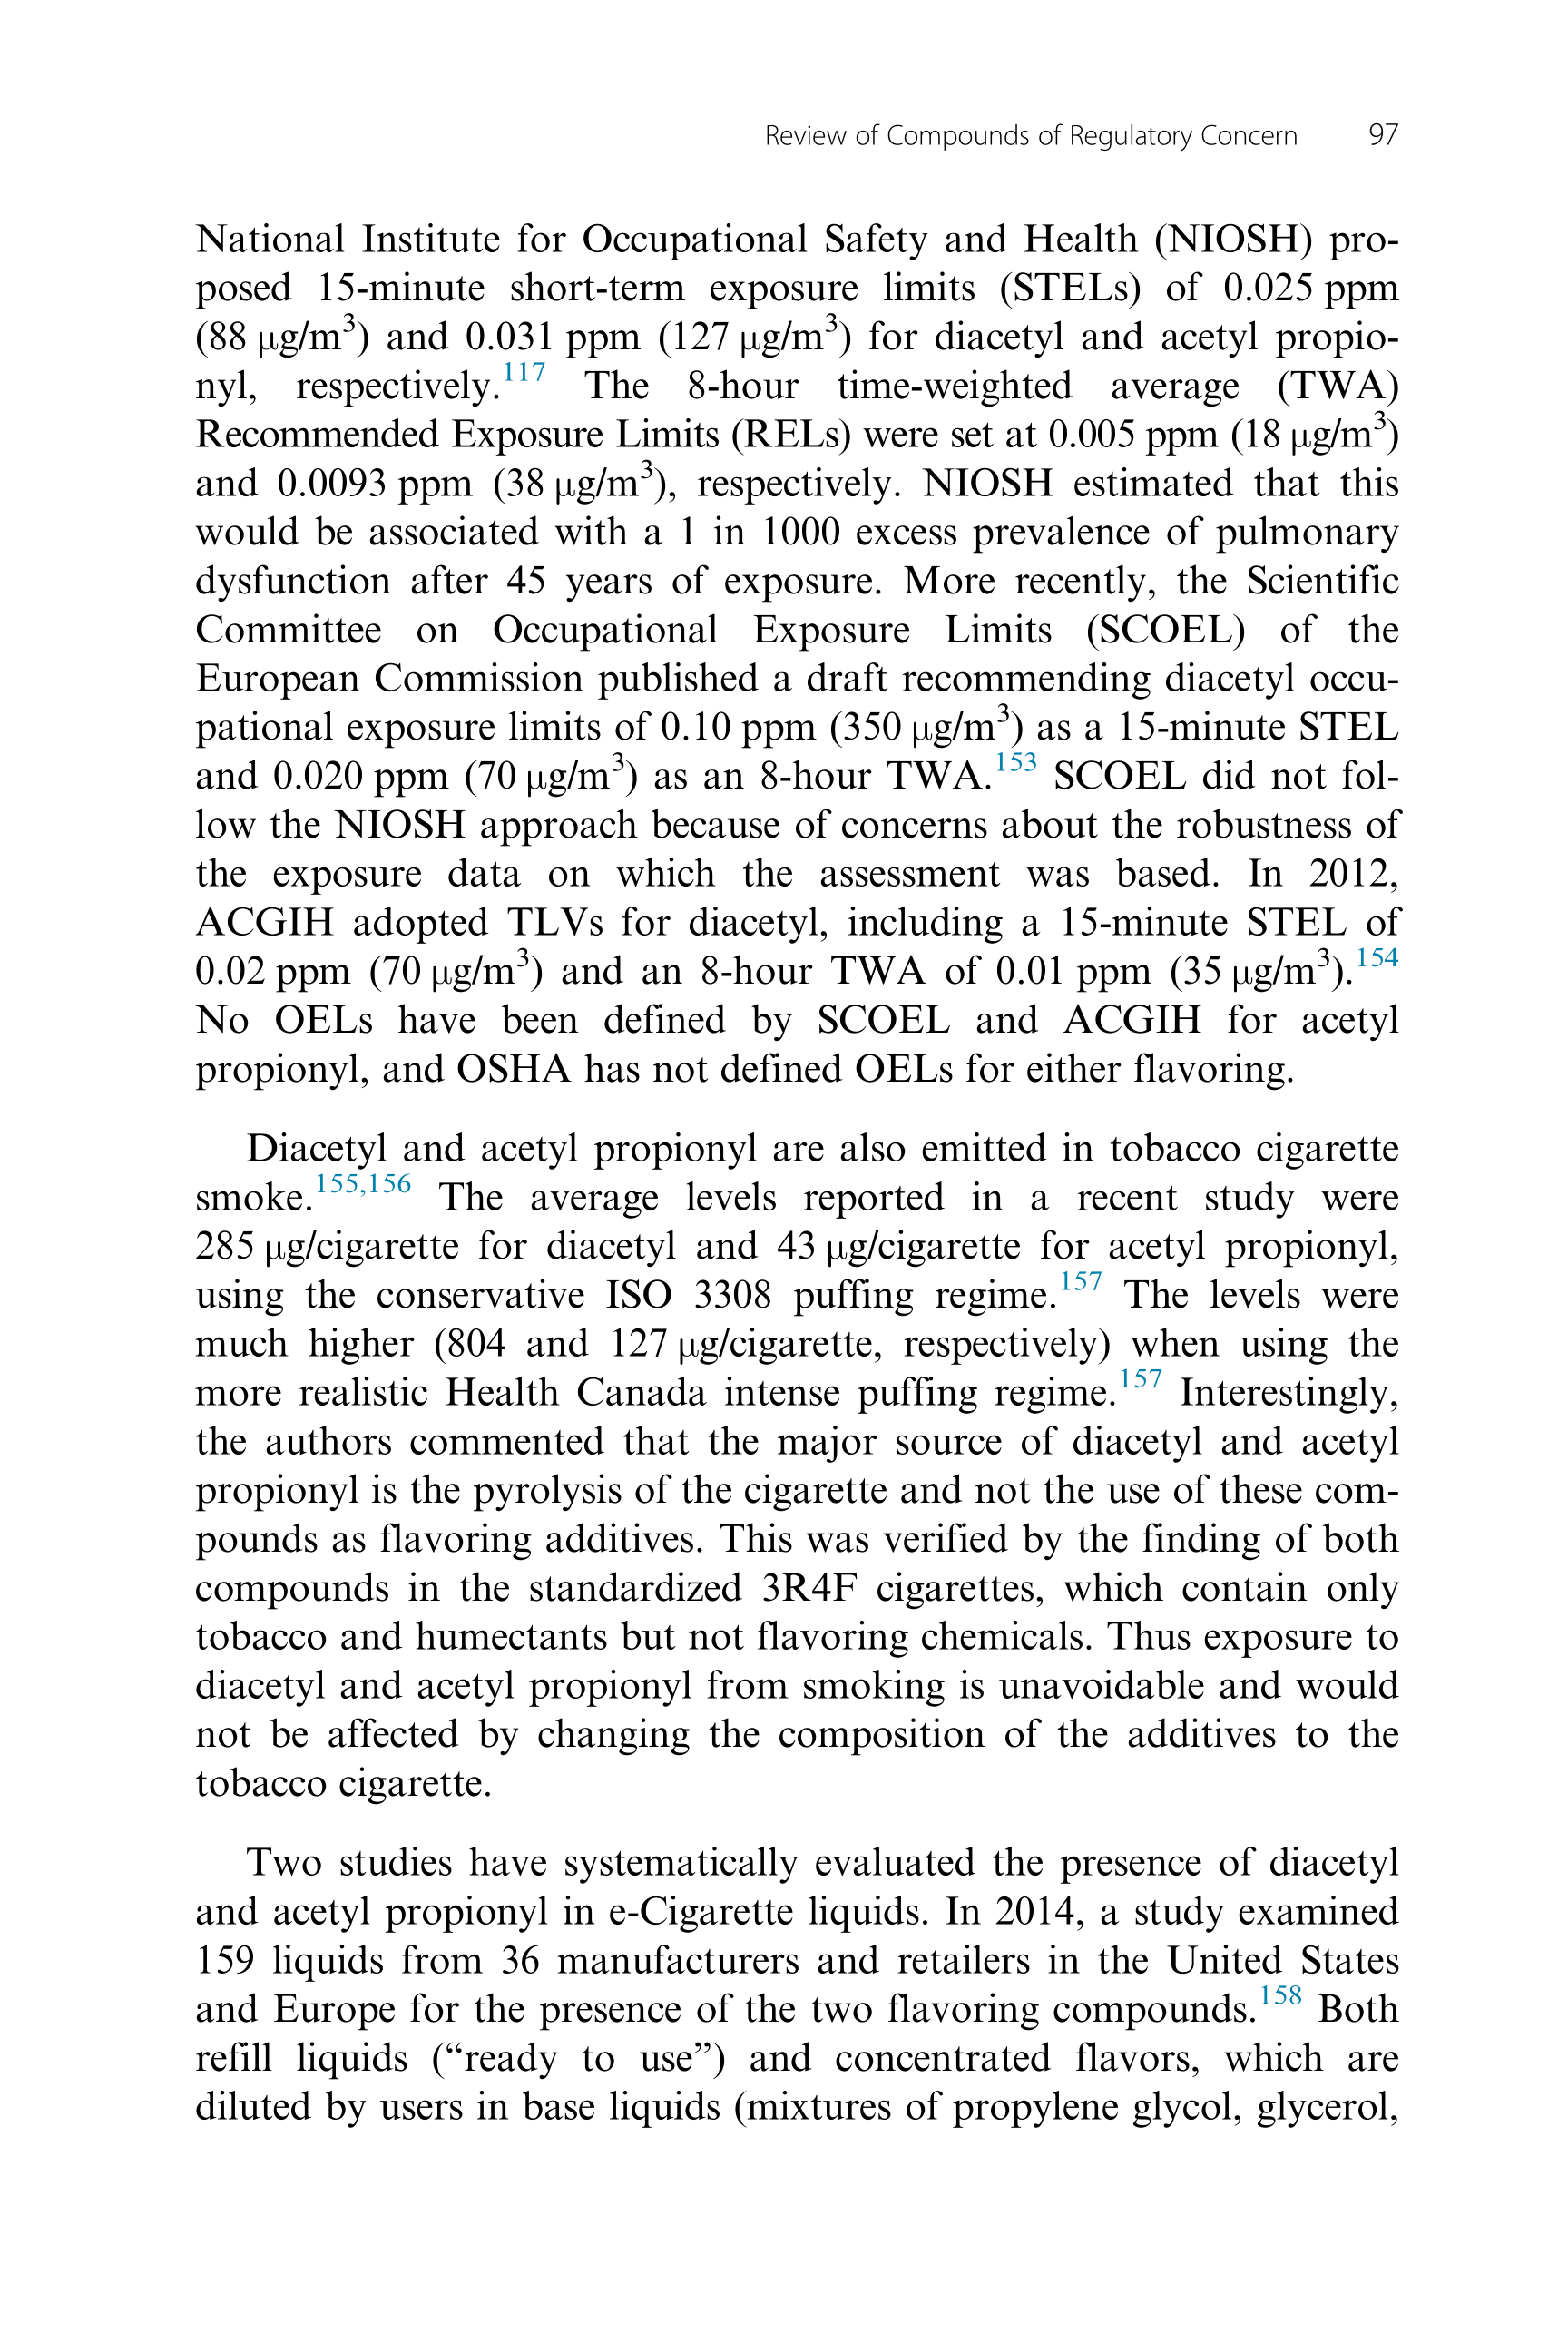 Review of Compounds of Regulatory Concern 97
National Institute for Occupational Safety and Health (NIOSH) pro-
posed 15-minute short-term exposure limits (STELs) of 0.025 ppm
(88 μg/m³) and 0.031 ppm (127 μg/m³) for diacetyl and acetyl propio-
nyl, respectively.¹¹⁷ The 8-hour time-weighted average (TWA)
Recommended Exposure Limits (RELs) were set at 0.005 ppm (18 μg/m³)
and 0.0093 ppm (38 μg/m³), respectively. NIOSH estimated that this
would be associated with a 1 in 1000 excess prevalence of pulmonary
dysfunction after 45 years of exposure. More recently, the Scientific
Committee on Occupational Exposure Limits (SCOEL) of the
European Commission published a draft recommending diacetyl occu-
pational exposure limits of 0.10 ppm (350 μg/m³) as a 15-minute STEL
and 0.020 ppm (70 μg/m³) as an 8-hour TWA.¹⁵³ SCOEL did not fol-
low the NIOSH approach because of concerns about the robustness of
the exposure data on which the assessment was based. In 2012,
ACGIH adopted TLVs for diacetyl, including a 15-minute STEL of
0.02 ppm (70 μg/m³) and an 8-hour TWA of 0.01 ppm (35 μg/m³).¹⁵⁴
No OELs have been defined by SCOEL and ACGIH for acetyl
propionyl, and OSHA has not defined OELs for either flavoring.
Diacetyl and acetyl propionyl are also emitted in tobacco cigarette
smoke.¹⁵⁵,¹⁵⁶ The average levels reported in a recent study were
285 μg/cigarette for diacetyl and 43 μg/cigarette for acetyl propionyl,
using the conservative ISO 3308 puffing regime.¹⁵⁷ The levels were
much higher (804 and 127 μg/cigarette, respectively) when using the
more realistic Health Canada intense puffing regime.¹⁵⁷ Interestingly,
the authors commented that the major source of diacetyl and acetyl
propionyl is the pyrolysis of the cigarette and not the use of these com-
pounds as flavoring additives. This was verified by the finding of both
compounds in the standardized 3R4F cigarettes, which contain only
tobacco and humectants but not flavoring chemicals. Thus exposure to
diacetyl and acetyl propionyl from smoking is unavoidable and would
not be affected by changing the composition of the additives to the
tobacco cigarette.
Two studies have systematically evaluated the presence of diacetyl
and acetyl propionyl in e-Cigarette liquids. In 2014, a study examined
159 liquids from 36 manufacturers and retailers in the United States
and Europe for the presence of the two flavoring compounds.¹⁵⁸ Both
refill liquids (“ready to use”) and concentrated flavors, which are
diluted by users in base liquids (mixtures of propylene glycol, glycerol,